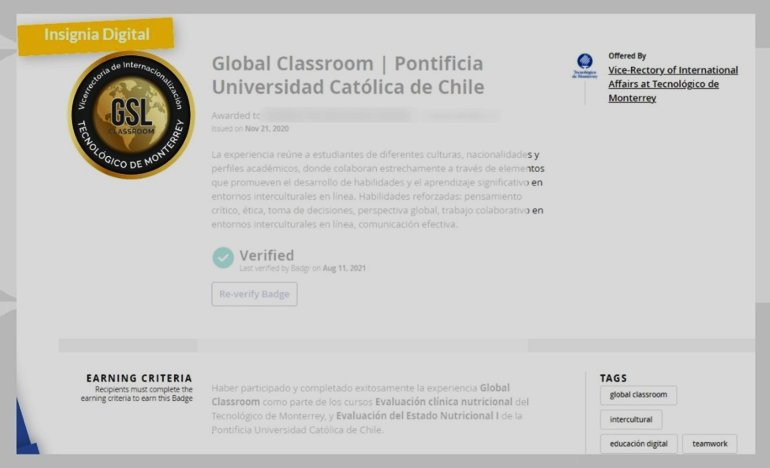 Insignia Digital
Vicerrectoría de Internacionalización
GSL
CLASSROOM
TECNOLÓGICO DE MONTERREY
Global Classroom | Pontificia
Universidad Católica de Chile
Awarded to
Issued on Nov 21, 2020
La experiencia reúne a estudiantes de diferentes culturas, nacionalidades y
perfiles académicos, donde colaboran estrechamente a través de elementos
que promueven el desarrollo de habilidades y el aprendizaje significativo en
entornos interculturales en línea. Habilidades reforzadas: pensamiento
crítico, ética, toma de decisiones, perspectiva global, trabajo colaborativo en
entornos interculturales en línea, comunicación efectiva.
Verified
Last verified by Badgr on Aug 11, 2021
Re-verify Badge
Tecnológico
de Monterrey
Offered By
Vice-Rectory of International
Affairs at Tecnológico de
Monterrey
EARNING CRITERIA
Recipients must complete the
earning criteria to earn this Badge
Haber participado y completado exitosamente la experiencia Global
Classroom como parte de los cursos Evaluación clínica nutricional del
Tecnológico de Monterrey, y Evaluación del Estado Nutricional I de la
Pontificia Universidad Católica de Chile.
TAGS
global classroom
intercultural
educación digital teamwork